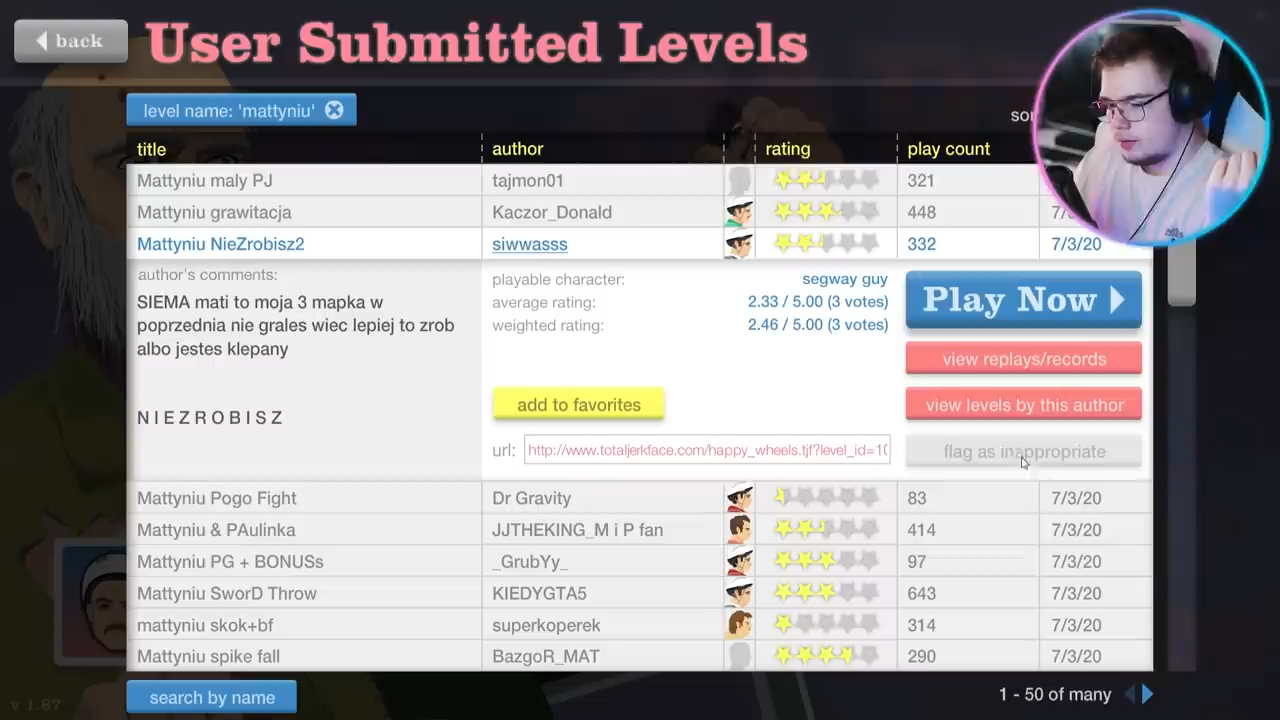 back
User Submitted Levels
level name: 'mattyniu'
title author rating play count
Mattyniu maly PJ tajmon01 321
Mattyniu grawitacja Kaczor_Donald 448
Mattyniu NieZrobisz2 siwwasss 332 7/3/20
author's comments:
SIEMA mati to moja 3 mapka w
poprzednia nie grales wiec lepiej to zrob
albo jestes klepany
N I E Z R O B I S Z
playable character: segway guy
average rating: 2.33 / 5.00 (3 votes)
weighted rating: 2.46 / 5.00 (3 votes)
add to favorites
url: http://www.totaljerkface.com/happy_wheels.tjf?level_id=1(
Play Now
view replays/records
view levels by this author
flag as inappropriate
Mattyniu Pogo Fight Dr Gravity 83 7/3/20
Mattyniu & PAulinka JJTHEKING_M i P fan 414 7/3/20
Mattyniu PG + BONUSs _GrubYy_ 97 7/3/20
Mattyniu SworD Throw KIEDYGTA5 643 7/3/20
mattyniu skok+bf superkoperek 314 7/3/20
Mattyniu spike fall BazgoR_MAT 290 7/3/20
search by name
1 - 50 of many
v 1.87